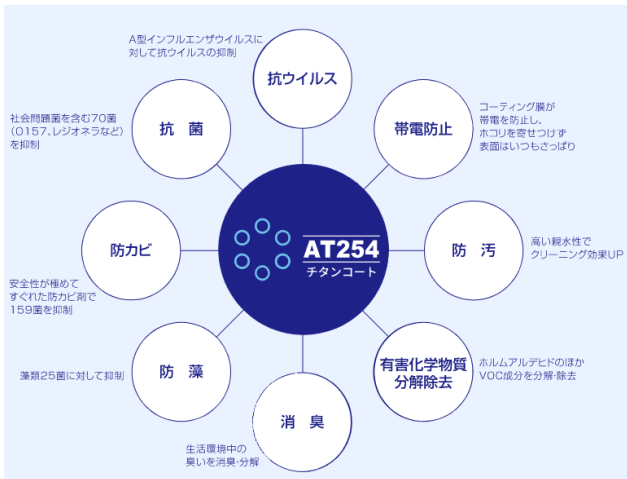 A型インフルエンザウイルスに
対して抗ウイルスの抑制
抗ウイルス
コーティング膜が
帯電を防止し、
ホコリを寄せつけず
表面はいつもさっぱり
帯電防止
社会問題菌を含む70菌
(O157、レジオネラなど)
を抑制
抗 菌
防カビ
安全性が極めて
すぐれた防カビ剤で
159菌を抑制
AT254
チタンコート
防 汚
高い親水性で
クリーニング効果UP
藻類25菌に対して抑制
防 藻
有害化学物質
分解除去
ホルムアルデヒドのほか
VOC成分を分解・除去
消 臭
生活環境中の
臭いを消臭・分解